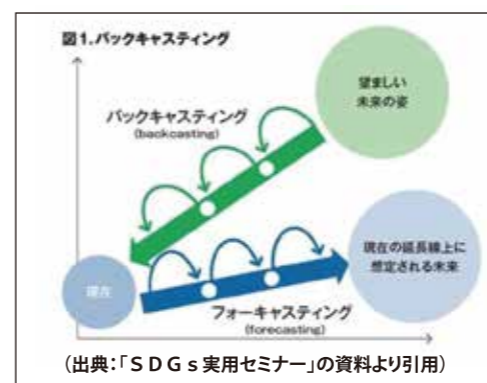 図1.バックキャスティング
望ましい
未来の姿
バックキャスティング
(backcasting)
現在の延長線上に
想定される未来
現在
フォーキャスティング
(forecasting)
(出典:「ＳＤＧｓ実用セミナー」の資料より引用)